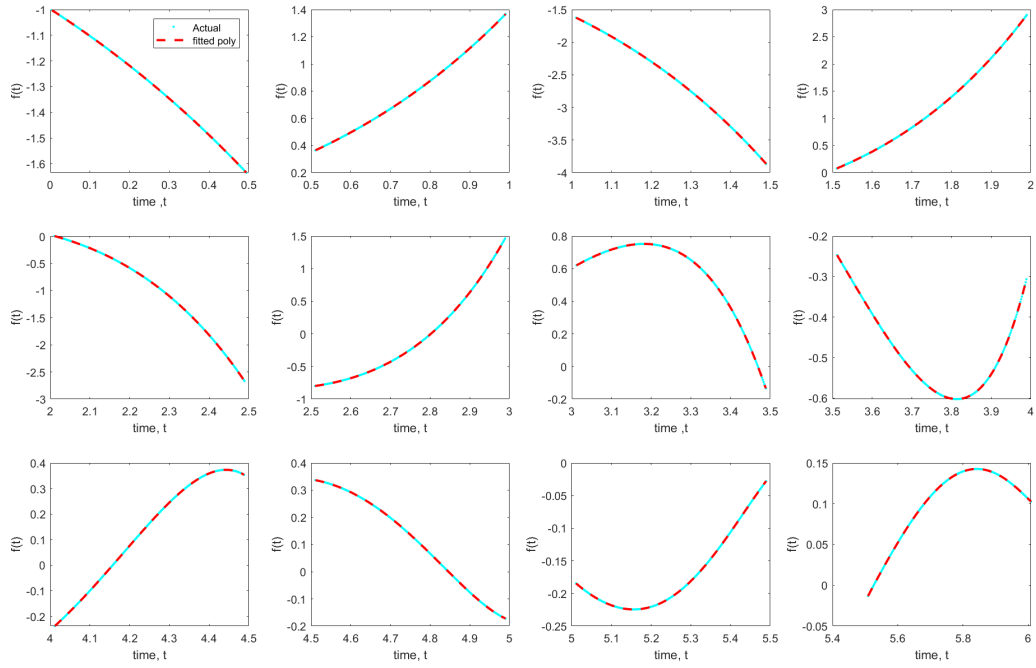 -1
-1.1
-1.2
-1.3
-1.4
-1.5
-1.6
f(t)
0 0.1 0.2 0.3 0.4 0.5
time ,t
Actual
fitted poly
1.4
1.2
1
0.8
0.6
0.4
0.2
f(t)
0.5 0.6 0.7 0.8 0.9 1
time, t
-1.5
-2
-2.5
-3
-3.5
-4
f(t)
1 1.1 1.2 1.3 1.4 1.5
time, t
3
2.5
2
1.5
1
0.5
0
f(t)
1.5 1.6 1.7 1.8 1.9 2
time, t
0
-0.5
-1
-1.5
-2
-2.5
-3
f(t)
2 2.1 2.2 2.3 2.4 2.5
time, t
1.5
1
0.5
0
-0.5
-1
f(t)
2.5 2.6 2.7 2.8 2.9 3
time, t
0.8
0.6
0.4
0.2
0
-0.2
f(t)
3 3.1 3.2 3.3 3.4 3.5
time ,t
-0.2
-0.3
-0.4
-0.5
-0.6
f(t)
3.5 3.6 3.7 3.8 3.9 4
time, t
0.4
0.3
0.2
0.1
0
-0.1
-0.2
f(t)
4 4.1 4.2 4.3 4.4 4.5
time, t
0.4
0.3
0.2
0.1
0
-0.1
-0.2
f(t)
4.5 4.6 4.7 4.8 4.9 5
time, t
0
-0.05
-0.1
-0.15
-0.2
-0.25
f(t)
5 5.1 5.2 5.3 5.4 5.5
time, t
0.15
0.1
0.05
0
-0.05
f(t)
5.4 5.6 5.8 6
time, t